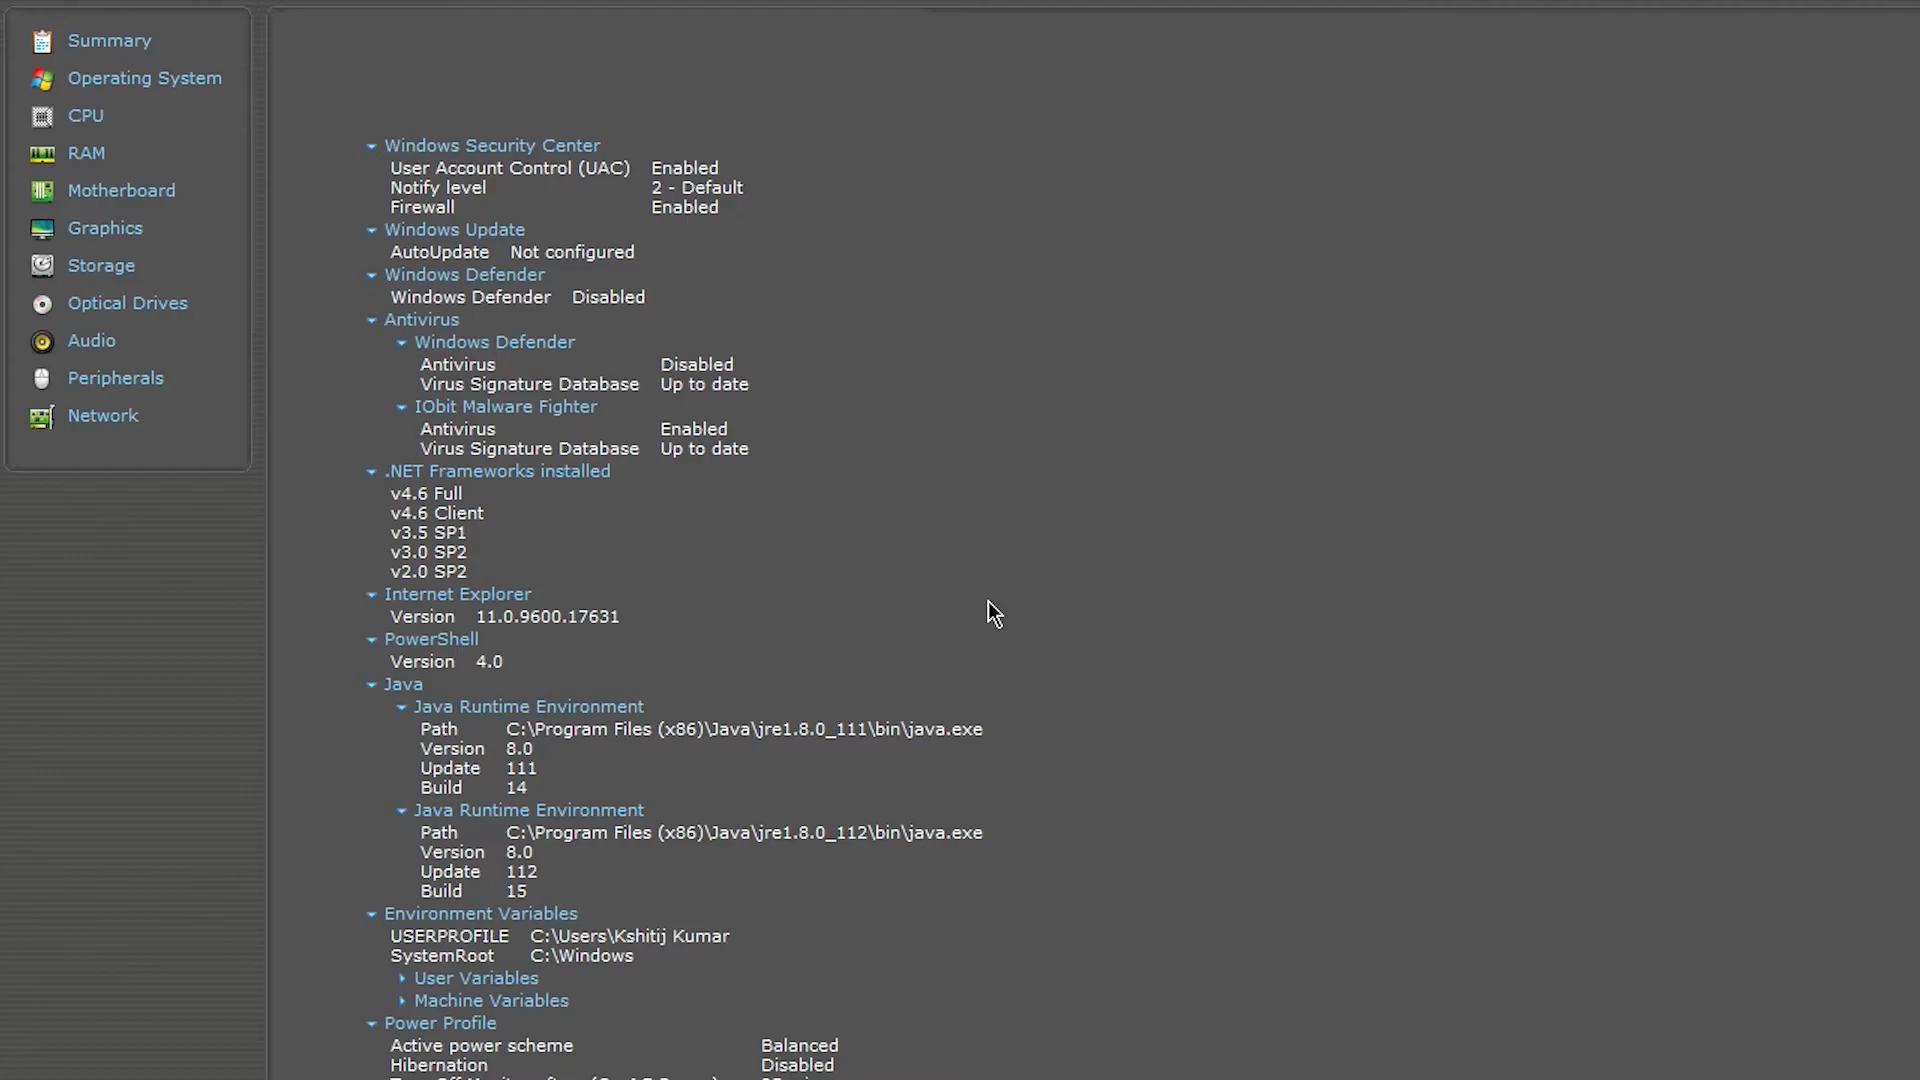 Summary
Operating System
CPU
RAM
Motherboard
Graphics
Storage
Optical Drives
Audio
Peripherals
Network
Windows Security Center
User Account Control (UAC) Enabled
Notify level 2 - Default
Firewall Enabled
Windows Update
AutoUpdate Not configured
Windows Defender
Windows Defender Disabled
Antivirus
Windows Defender
Antivirus Disabled
Virus Signature Database Up to date
IObit Malware Fighter
Antivirus Enabled
Virus Signature Database Up to date
.NET Frameworks installed
v4.6 Full
v4.6 Client
v3.5 SP1
v3.0 SP2
v2.0 SP2
Internet Explorer
Version 11.0.9600.17631
PowerShell
Version 4.0
Java
Java Runtime Environment
Path C:\Program Files (x86)\Java\jre1.8.0_111\bin\java.exe
Version 8.0
Update 111
Build 14
Java Runtime Environment
Path C:\Program Files (x86)\Java\jre1.8.0_112\bin\java.exe
Version 8.0
Update 112
Build 15
Environment Variables
USERPROFILE C:\Users\Kshitij Kumar
SystemRoot C:\Windows
User Variables
Machine Variables
Power Profile
Active power scheme Balanced
Hibernation Disabled